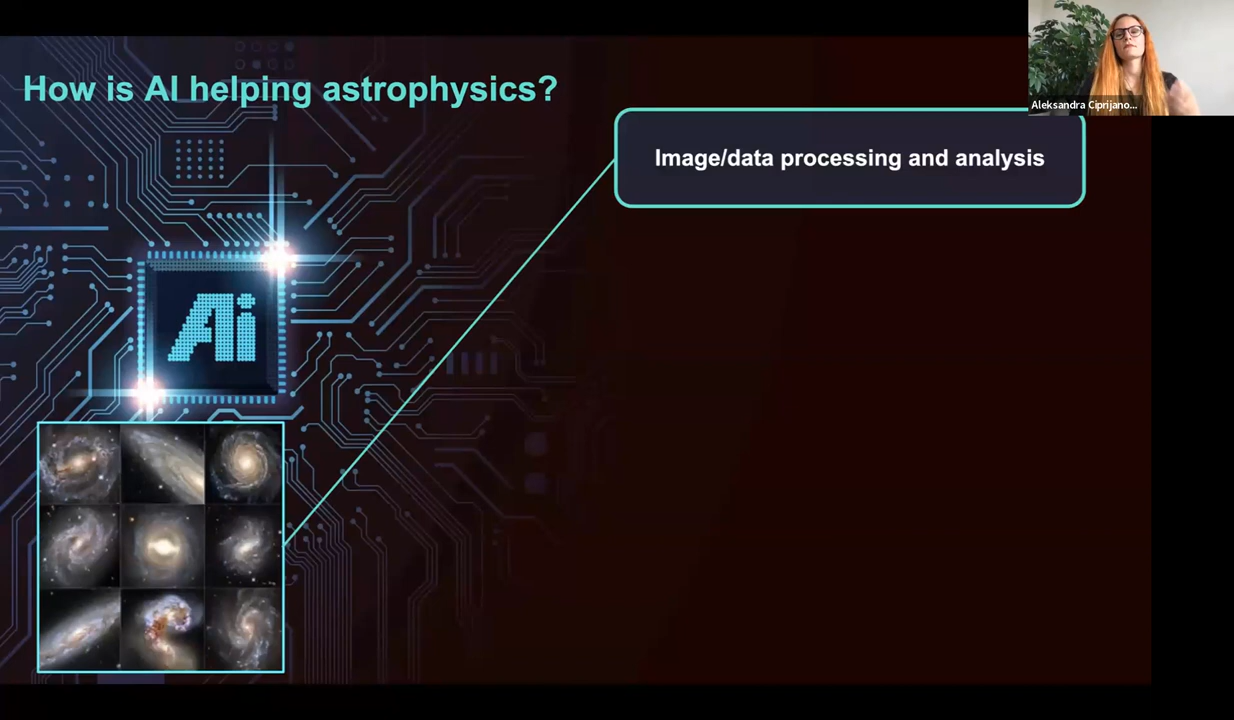 How is AI helping astrophysics?
Aleksandra Ciprijano...
Image/data processing and analysis
Ai